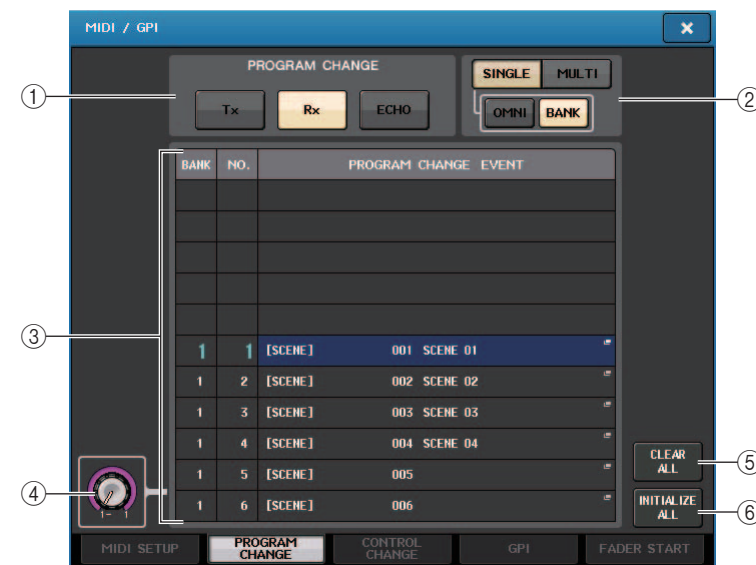 MIDI / GPI
PROGRAM CHANGE
Tx Rx ECHO
SINGLE MULTI
OMNI BANK
①
②
BANK NO. PROGRAM CHANGE EVENT
③
1 1 [SCENE] 001 SCENE 01
1 2 [SCENE] 002 SCENE 02
1 3 [SCENE] 003 SCENE 03
1 4 [SCENE] 004 SCENE 04
1 5 [SCENE] 005
1 6 [SCENE] 006
④
1- 1
CLEAR
ALL
⑤
INITIALIZE
ALL
⑥
MIDI SETUP
PROGRAM
CHANGE
CONTROL
CHANGE
GPI
FADER START